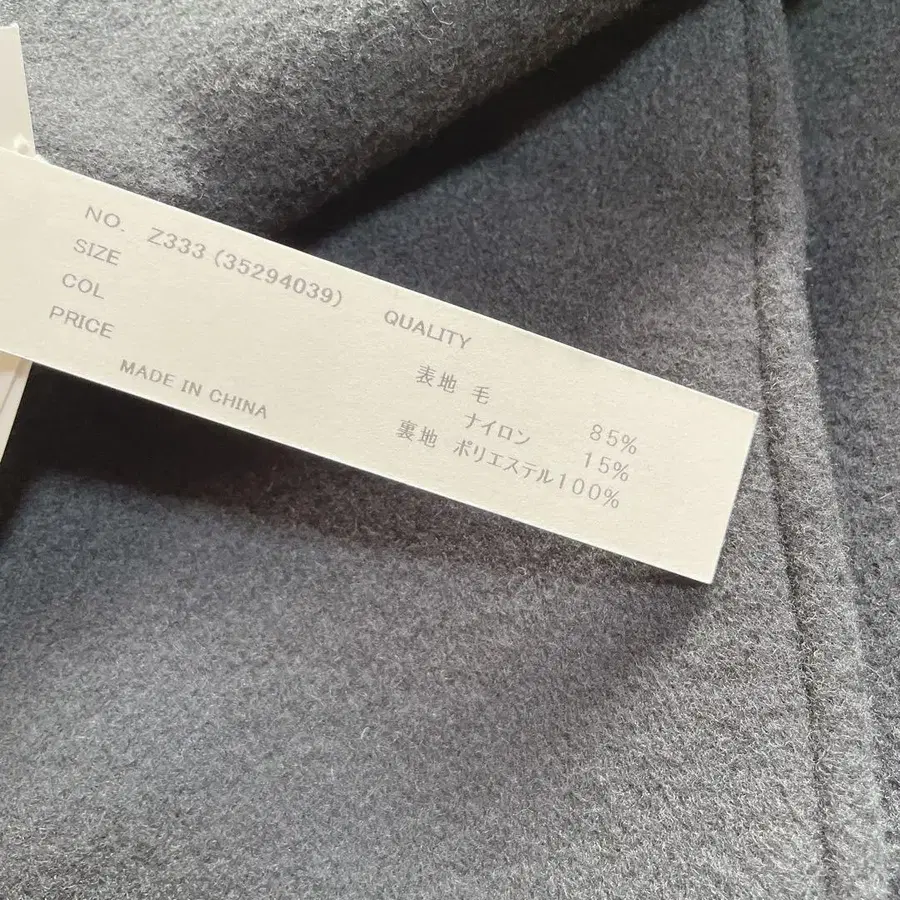 NO. Z333 (35294039)
SIZE
COL
PRICE
MADE IN CHINA
QUALITY
表地 毛 85%
ナイロン 15%
裏地 ポリエステル100%